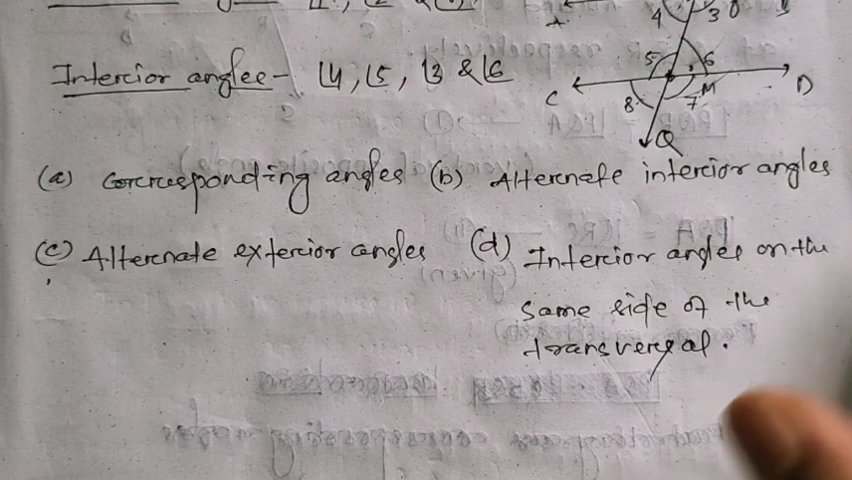 Interior angles- ∠4, ∠5, ∠3 & ∠6
A
4
3
5
6
C
D
8
7
M
Q
(a) Corresponding angles (b) Alternate interior angles
(c) Alternate exterior angles (d) Interior angles on the
same side of the
transversal.